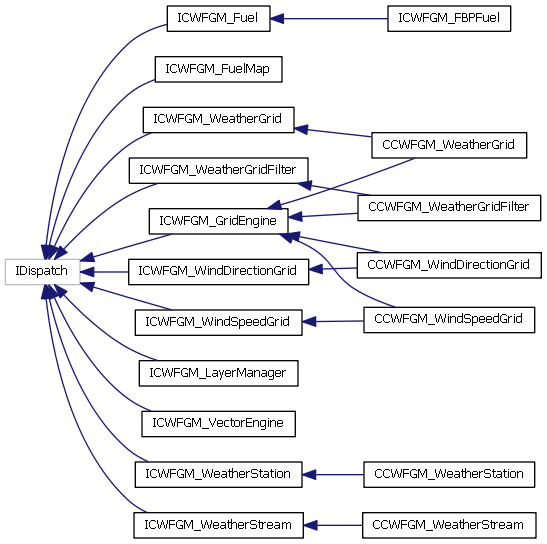 ICWFGM_Fuel
ICWFGM_FBPFuel
ICWFGM_FuelMap
ICWFGM_WeatherGrid
CCWFGM_WeatherGrid
ICWFGM_WeatherGridFilter
CCWFGM_WeatherGridFilter
ICWFGM_GridEngine
IDispatch
ICWFGM_WindDirectionGrid
CCWFGM_WindDirectionGrid
ICWFGM_WindSpeedGrid
CCWFGM_WindSpeedGrid
ICWFGM_LayerManager
ICWFGM_VectorEngine
ICWFGM_WeatherStation
CCWFGM_WeatherStation
ICWFGM_WeatherStream
CCWFGM_WeatherStream